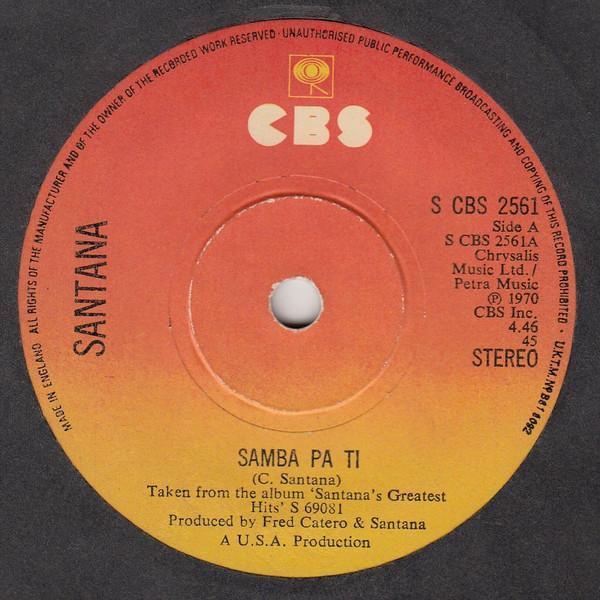 MADE IN ENGLAND ALL RIGHTS OF THE MANUFACTURER AND OF THE OWNER OF THE RECORDED WORK RESERVED · UNAUTHORISED PUBLIC PERFORMANCE BROADCASTING AND COPYING OF THIS RECORD PROHIBITED · U.K.T.M. Nº B818092
CBS
SANTANA
S CBS 2561
Side A
S CBS 2561A
Chrysalis
Music Ltd./
Petra Music
Ⓟ 1970
CBS Inc.
4.46
45
STEREO
SAMBA PA TI
(C. Santana)
Taken from the album 'Santana's Greatest
Hits' S 69081
Produced by Fred Catero & Santana
A U.S.A. Production